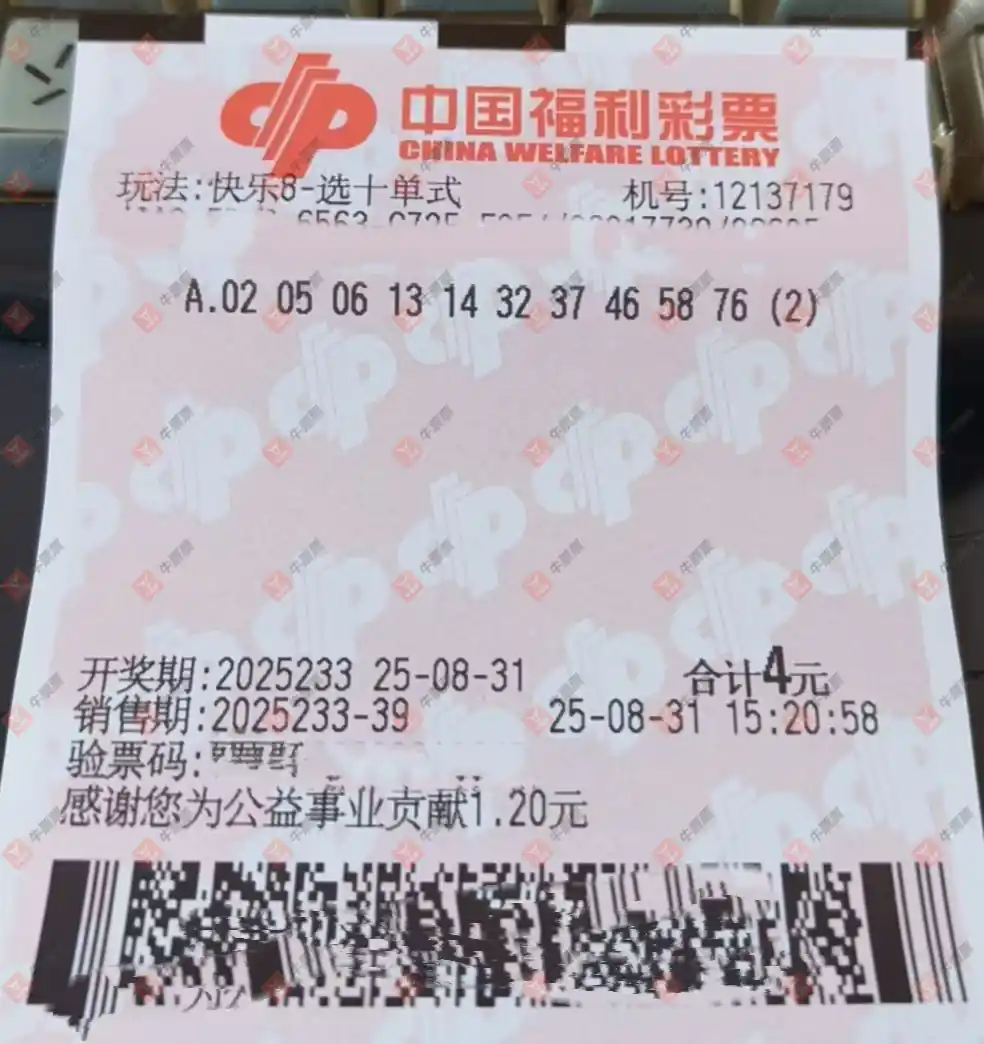 中国福利彩票
CHINA WELFARE LOTTERY
玩法:快乐8-选十单式 机号:12137179
A.02 05 06 13 14 32 37 46 58 76 (2)
开奖期:2025233 25-08-31 合计4元
销售期:2025233-39 25-08-31 15:20:58
验票码:
感谢您为公益事业贡献1.20元